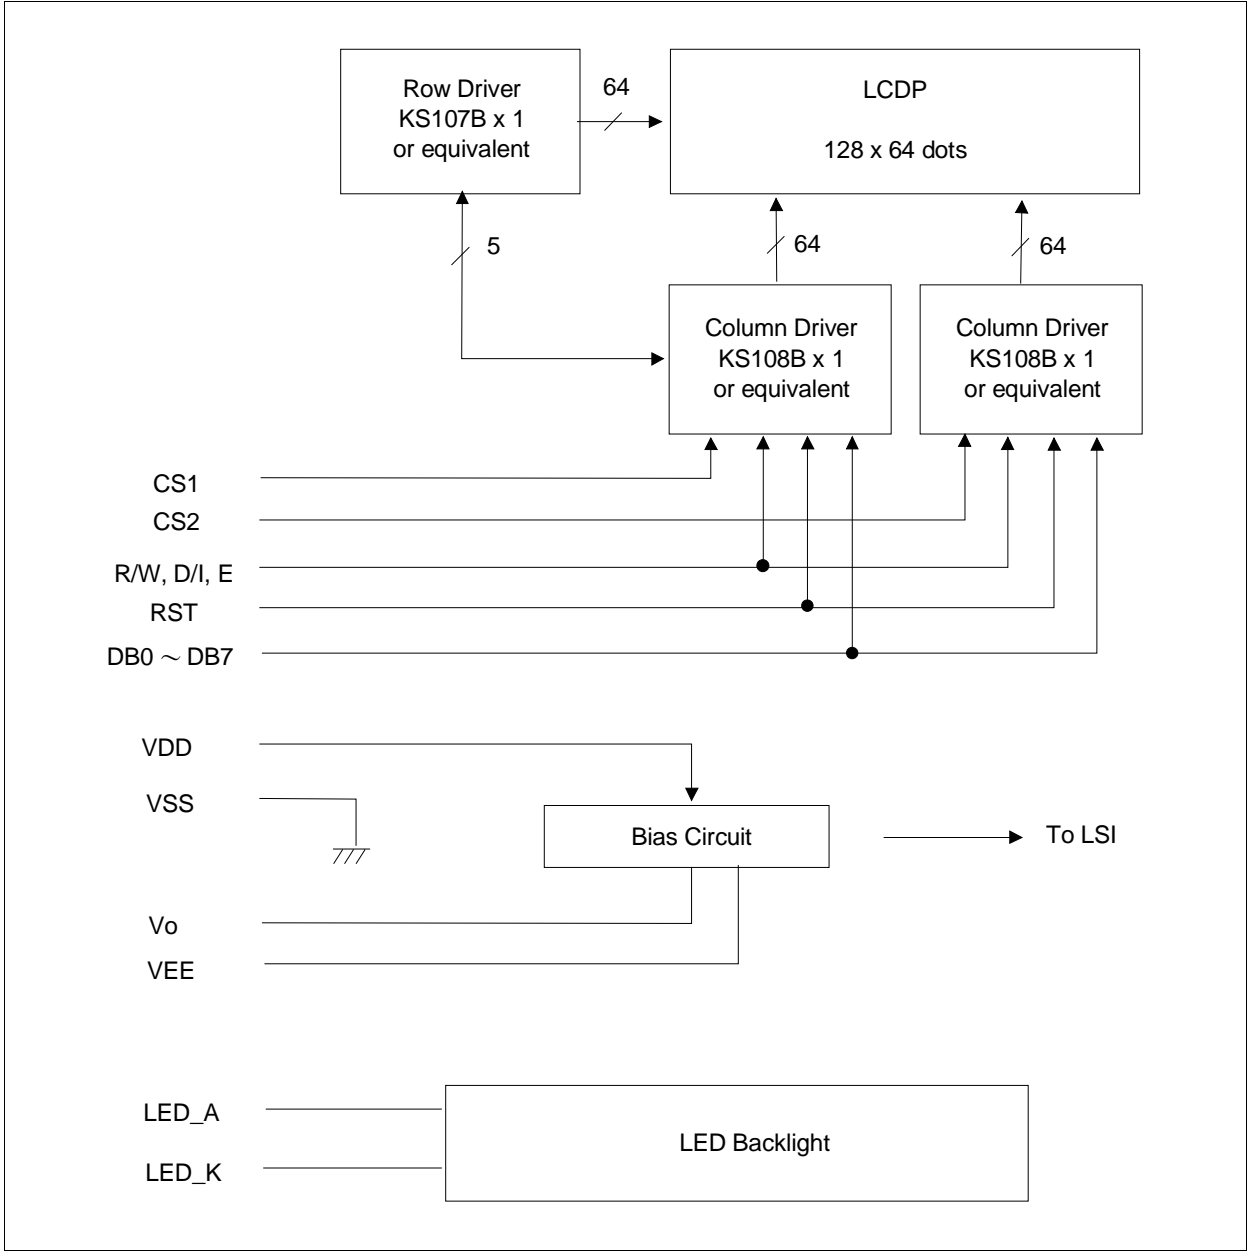 Row Driver
KS107B x 1
or equivalent
64
LCDP
128 x 64 dots
5
64
64
Column Driver
KS108B x 1
or equivalent
Column Driver
KS108B x 1
or equivalent
CS1
CS2
R/W, D/I, E
RST
DB0 ~ DB7
VDD
VSS
Bias Circuit
To LSI
Vo
VEE
LED_A
LED_K
LED Backlight